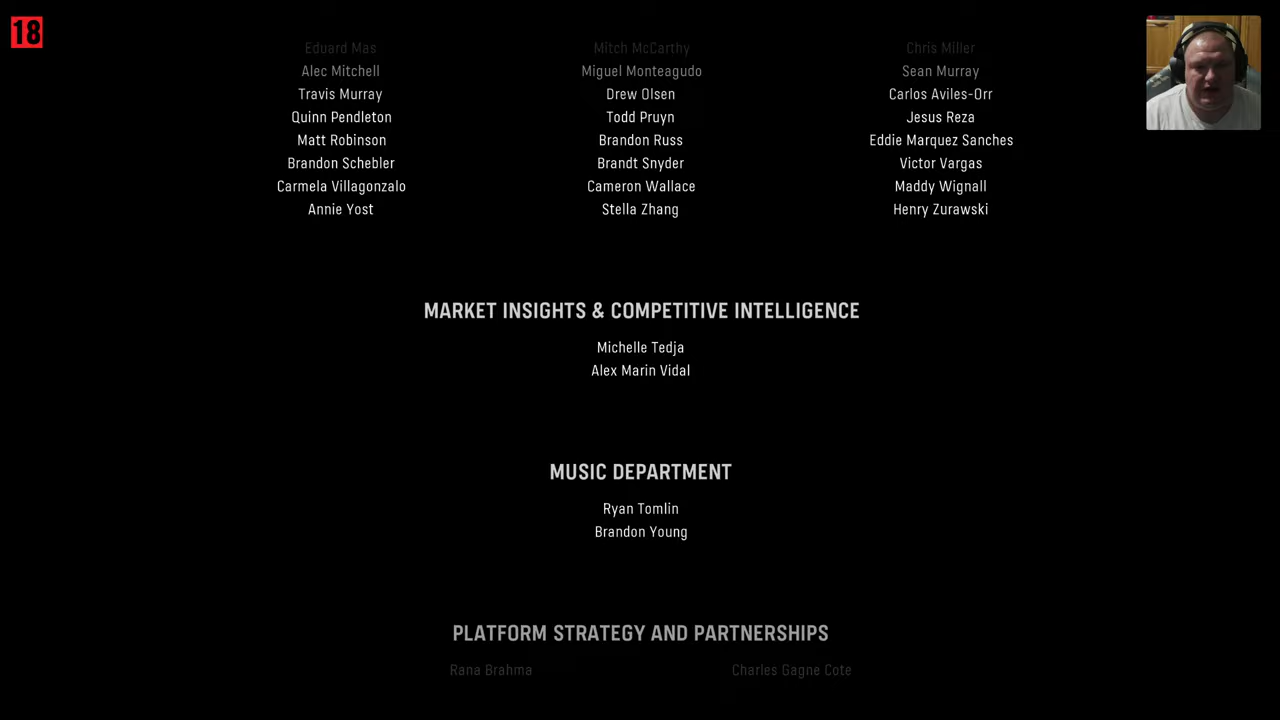 18
Eduard Mas Mitch McCarthy Chris Miller
Alec Mitchell Miguel Monteagudo Sean Murray
Travis Murray Drew Olsen Carlos Aviles-Orr
Quinn Pendleton Todd Pruyn Jesus Reza
Matt Robinson Brandon Russ Eddie Marquez Sanches
Brandon Schebler Brandt Snyder Victor Vargas
Carmela Villagonzalo Cameron Wallace Maddy Wignall
Annie Yost Stella Zhang Henry Zurawski
MARKET INSIGHTS & COMPETITIVE INTELLIGENCE
Michelle Tedja
Alex Marin Vidal
MUSIC DEPARTMENT
Ryan Tomlin
Brandon Young
PLATFORM STRATEGY AND PARTNERSHIPS
Rana Brahma Charles Gagne Cote